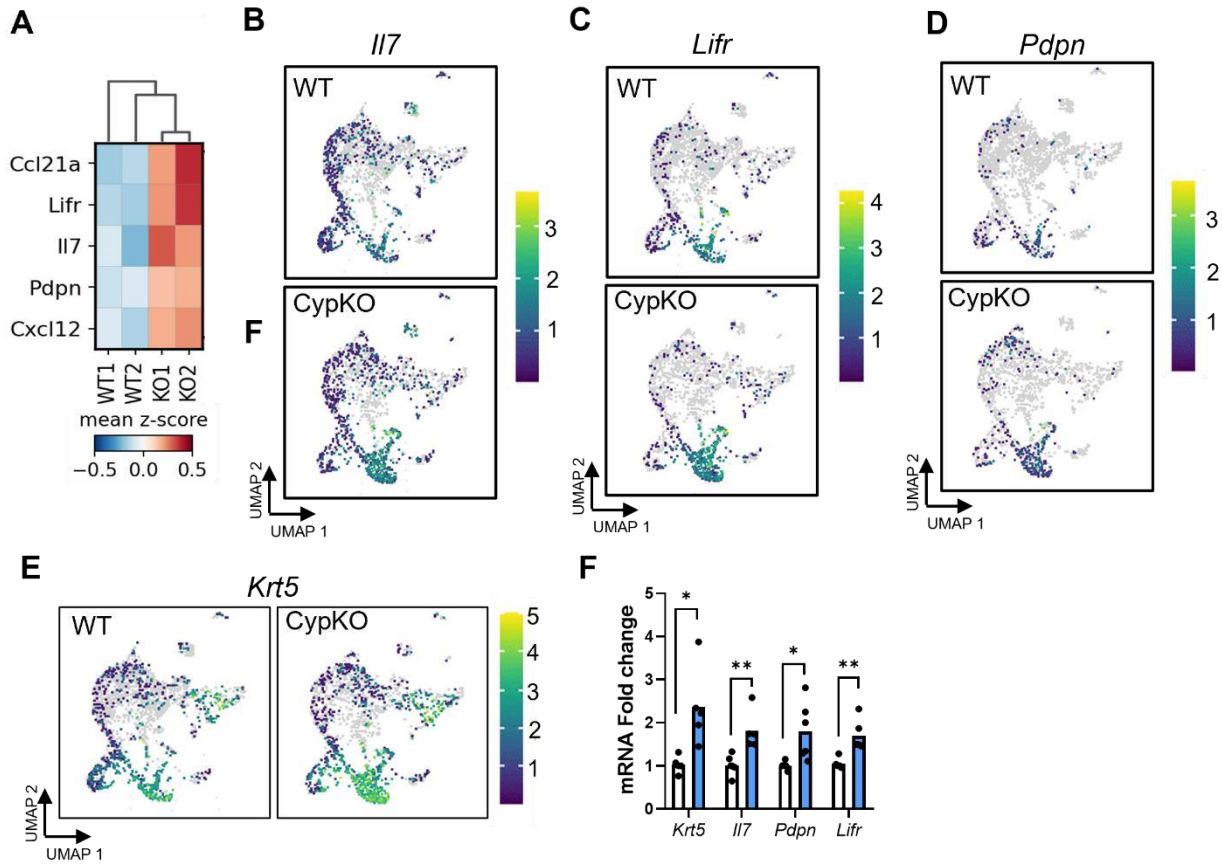 A
Ccl21a
Lifr
Il7
Pdpn
Cxcl12
WT1
WT2
KO1
KO2
mean z-score
−0.5 0.0 0.5
B
Il7
WT
CypKO
3
2
1
F
UMAP 2
UMAP 1
C
Lifr
WT
CypKO
4
3
2
1
UMAP 2
UMAP 1
D
Pdpn
WT
CypKO
3
2
1
UMAP 2
UMAP 1
E
Krt5
WT
CypKO
5
4
3
2
1
UMAP 2
UMAP 1
F
mRNA Fold change
5
4
3
2
1
0
* ** * **
Krt5 Il7 Pdpn Lifr